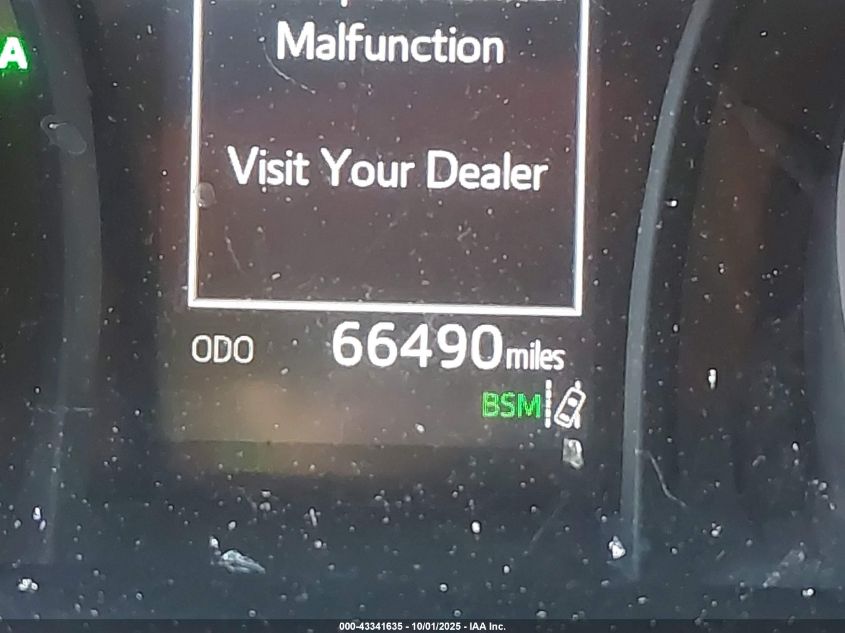 A
Malfunction
Visit Your Dealer
ODO 66490 miles
BSM
000-43341635 - 10/01/2025 - IAA Inc.